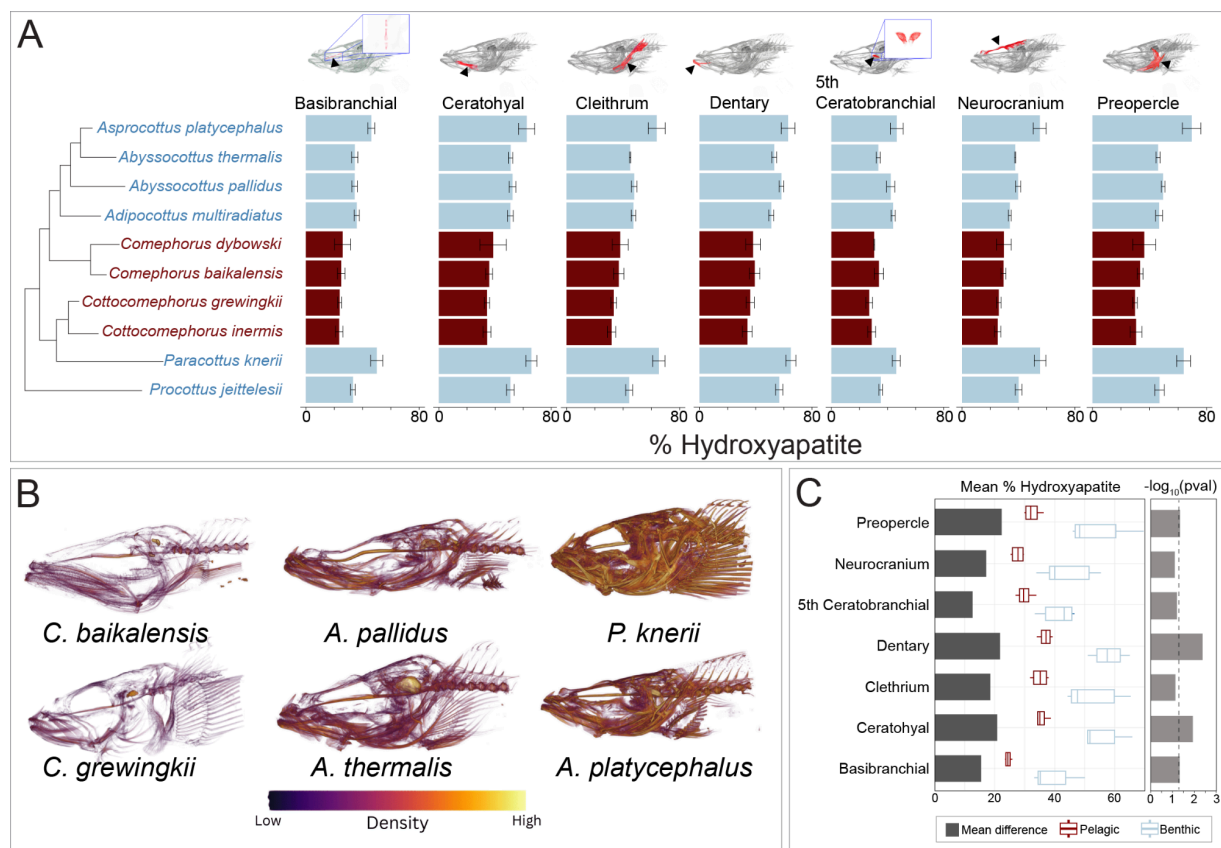 A
Basibranchial
Ceratohyal
Cleithrum
Dentary
5th
Ceratobranchial
Neurocranium
Preopercle
Asprocottus platycephalus
Abyssocottus thermalis
Abyssocottus pallidus
Adipocottus multiradiatus
Comephorus dybowski
Comephorus baikalensis
Cottocomephorus grewingkii
Cottocomephorus inermis
Paracottus knerii
Procottus jeittelesii
0 80 0 80 0 80 0 80 0 80 0 80 0 80
% Hydroxyapatite
B
C. baikalensis
A. pallidus
P. knerii
C. grewingkii
A. thermalis
A. platycephalus
Low
Density
High
C
Mean % Hydroxyapatite
-log10(pval)
Preopercle
Neurocranium
5th Ceratobranchial
Dentary
Clethrium
Ceratohyal
Basibranchial
0 20 40 60
0 1 2 3
Mean difference
Pelagic
Benthic